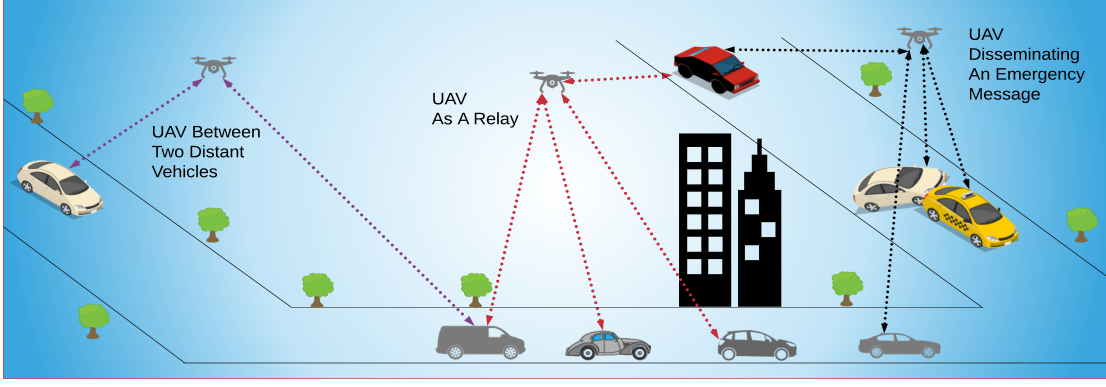 UAV Between
Two Distant
Vehicles
UAV
As A Relay
UAV
Disseminating
An Emergency
Message